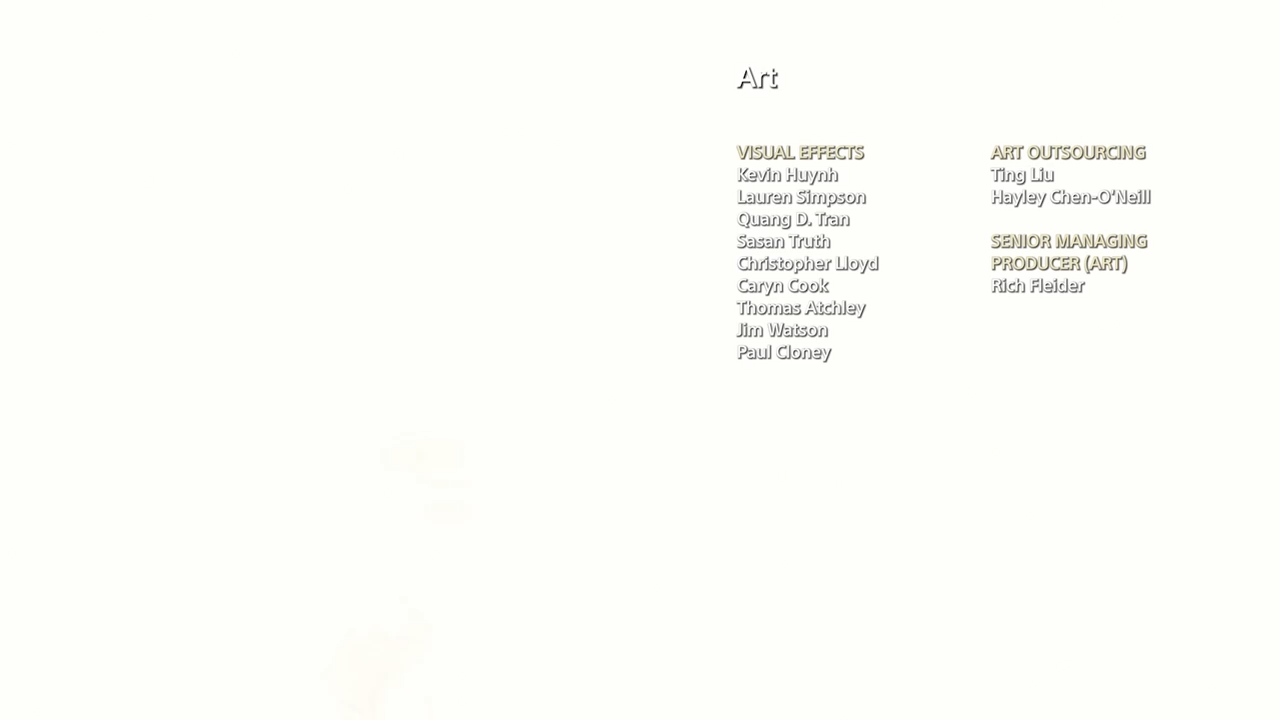 Art
VISUAL EFFECTS
Kevin Huynh
Lauren Simpson
Quang D. Tran
Sasan Truth
Christopher Lloyd
Caryn Cook
Thomas Atchley
Jim Watson
Paul Cloney
ART OUTSOURCING
Ting Liu
Hayley Chen-O'Neill
SENIOR MANAGING
PRODUCER (ART)
Rich Fleider